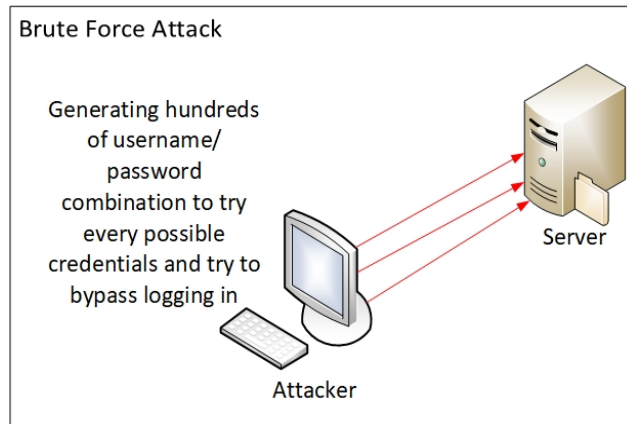 Brute Force Attack
Generating hundreds
of username/
password
combination to try
every possible
credentials and try to
bypass logging in
Server
Attacker